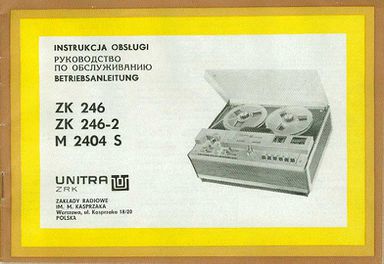 INSTRUKCJA OBSŁUGI
РУКОВОДСТВО
ПО ОБСЛУЖИВАНИЮ
BETRIEBSANLEITUNG
ZK 246
ZK 246-2
M 2404 S
UNITRA
ZRK
ZAKŁADY RADIOWE
IM. M. KASPRZAKA
Warszawa, ul. Kasprzaka 18/20
POLSKA